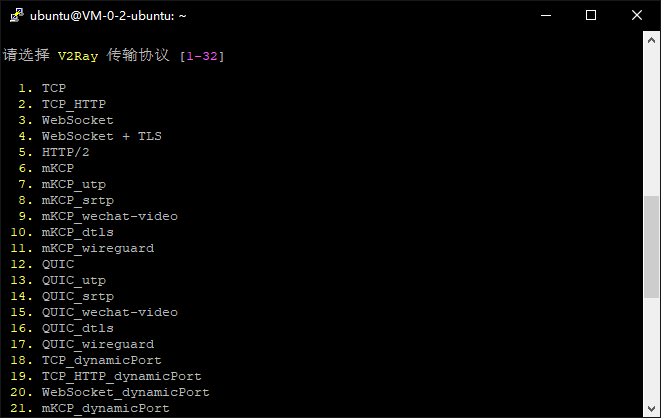 ubuntu@VM-0-2-ubuntu: ~
请选择 V2Ray 传输协议 [1-32]
1. TCP
2. TCP_HTTP
3. WebSocket
4. WebSocket + TLS
5. HTTP/2
6. mKCP
7. mKCP_utp
8. mKCP_srtp
9. mKCP_wechat-video
10. mKCP_dtls
11. mKCP_wireguard
12. QUIC
13. QUIC_utp
14. QUIC_srtp
15. QUIC_wechat-video
16. QUIC_dtls
17. QUIC_wireguard
18. TCP_dynamicPort
19. TCP_HTTP_dynamicPort
20. WebSocket_dynamicPort
21. mKCP_dynamicPort